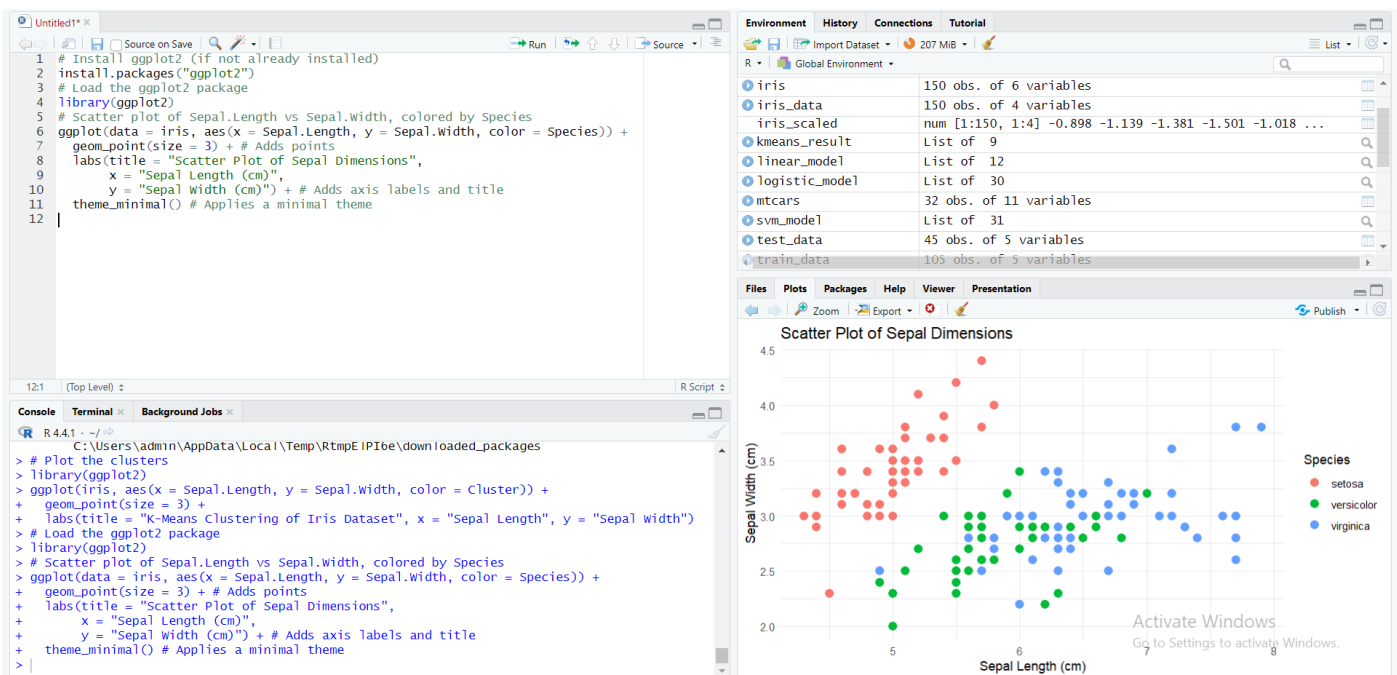 Untitled1*
Source on Save
Run
Source
1 # Install ggplot2 (if not already installed)
2 install.packages("ggplot2")
3 # Load the ggplot2 package
4 library(ggplot2)
5 # Scatter plot of Sepal.Length vs Sepal.Width, colored by Species
6 ggplot(data = iris, aes(x = Sepal.Length, y = Sepal.Width, color = Species)) +
7   geom_point(size = 3) + # Adds points
8   labs(title = "Scatter Plot of Sepal Dimensions",
9        x = "Sepal Length (cm)",
10        y = "Sepal Width (cm)") + # Adds axis labels and title
11   theme_minimal() # Applies a minimal theme
12
12:1 (Top Level) R Script
Console Terminal Background Jobs
R 4.4.1 · ~/
C:\Users\admin\AppData\Local\Temp\\downloaded_packages
> # Plot the clusters
> library(ggplot2)
> ggplot(iris, aes(x = Sepal.Length, y = Sepal.Width, color = Cluster)) +
+   geom_point(size = 3) +
+   labs(title = "K-Means Clustering of Iris Dataset", x = "Sepal Length", y = "Sepal Width")
> # Load the ggplot2 package
> library(ggplot2)
> # Scatter plot of Sepal.Length vs Sepal.Width, colored by Species
> ggplot(data = iris, aes(x = Sepal.Length, y = Sepal.Width, color = Species)) +
+   geom_point(size = 3) + # Adds points
+   labs(title = "Scatter Plot of Sepal Dimensions",
+        x = "Sepal Length (cm)",
+        y = "Sepal Width (cm)") + # Adds axis labels and title
+   theme_minimal() # Applies a minimal theme
>
Environment History Connections Tutorial
Import Dataset 207 MiB List
R Global Environment
iris 150 obs. of 6 variables
iris_data 150 obs. of 4 variables
iris_scaled num [1:150, 1:4] -0.898 -1.139 -1.381 -1.501 -1.018 ...
kmeans_result List of 9
linear_model List of 12
logistic_model List of 30
mtcars 32 obs. of 11 variables
svm_model List of 31
test_data 45 obs. of 5 variables
train_data 105 obs. of 5 variables
Files Plots Packages Help Viewer Presentation
Zoom Export Publish
Scatter Plot of Sepal Dimensions
4.5
4.0
3.5
3.0
2.5
2.0
Sepal Width (cm)
5 6 7 8
Sepal Length (cm)
Species
setosa
versicolor
virginica
Activate Windows
Go to Settings to activate Windows.